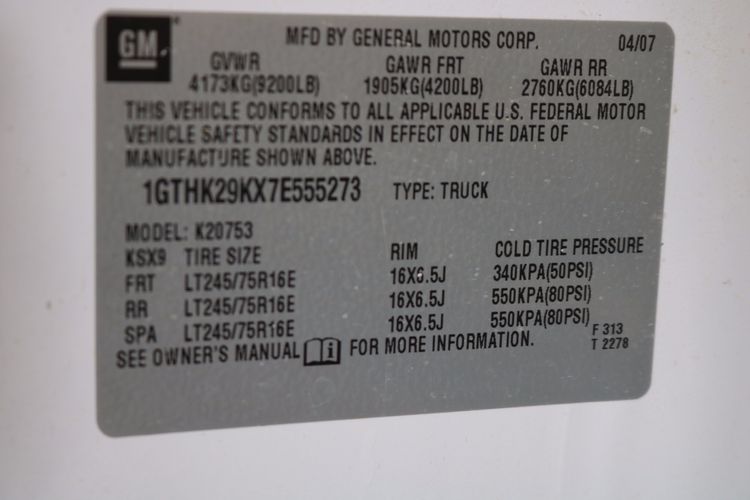 GM
MFD BY GENERAL MOTORS CORP. 04/07
GVWR GAWR FRT GAWR RR
4173KG(9200LB) 1905KG(4200LB) 2760KG(6084LB)
THIS VEHICLE CONFORMS TO ALL APPLICABLE U.S. FEDERAL MOTOR
VEHICLE SAFETY STANDARDS IN EFFECT ON THE DATE OF
MANUFACTURE SHOWN ABOVE.
1GTHK29KX7E555273 TYPE: TRUCK
MODEL: K20753
KSX9 TIRE SIZE RIM COLD TIRE PRESSURE
FRT LT245/75R16E 16X6.5J 340KPA(50PSI)
RR LT245/75R16E 16X6.5J 550KPA(80PSI)
SPA LT245/75R16E 16X6.5J 550KPA(80PSI)
SEE OWNER'S MANUAL i FOR MORE INFORMATION.
F 313
T 2278